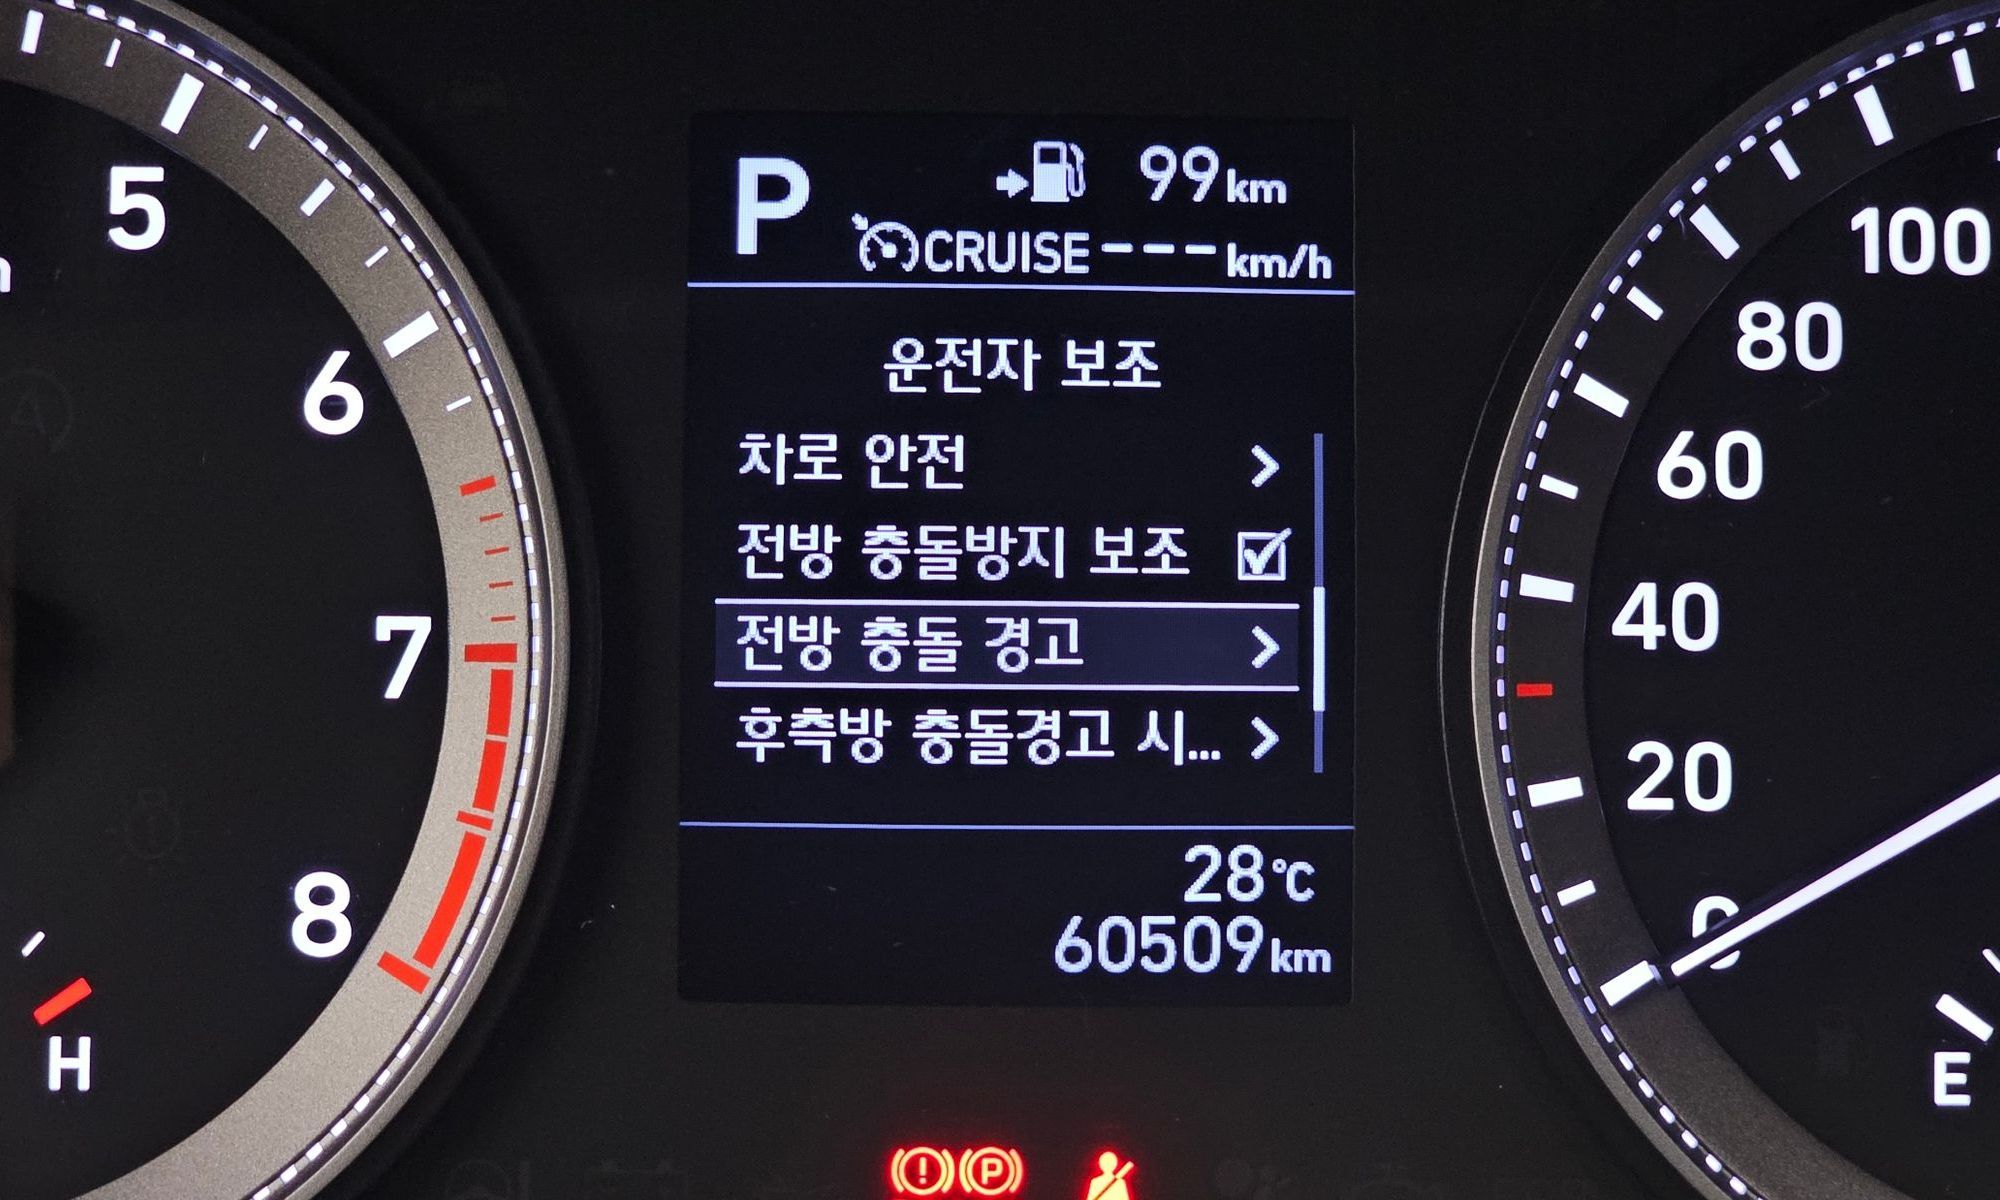 P 99km
CRUISE ---km/h
운전자 보조
차로 안전 >
전방 충돌방지 보조
전방 충돌 경고 >
후측방 충돌경고 시... >
28℃
60509km
5
6
7
8
H
100
80
60
40
20
0
E
P